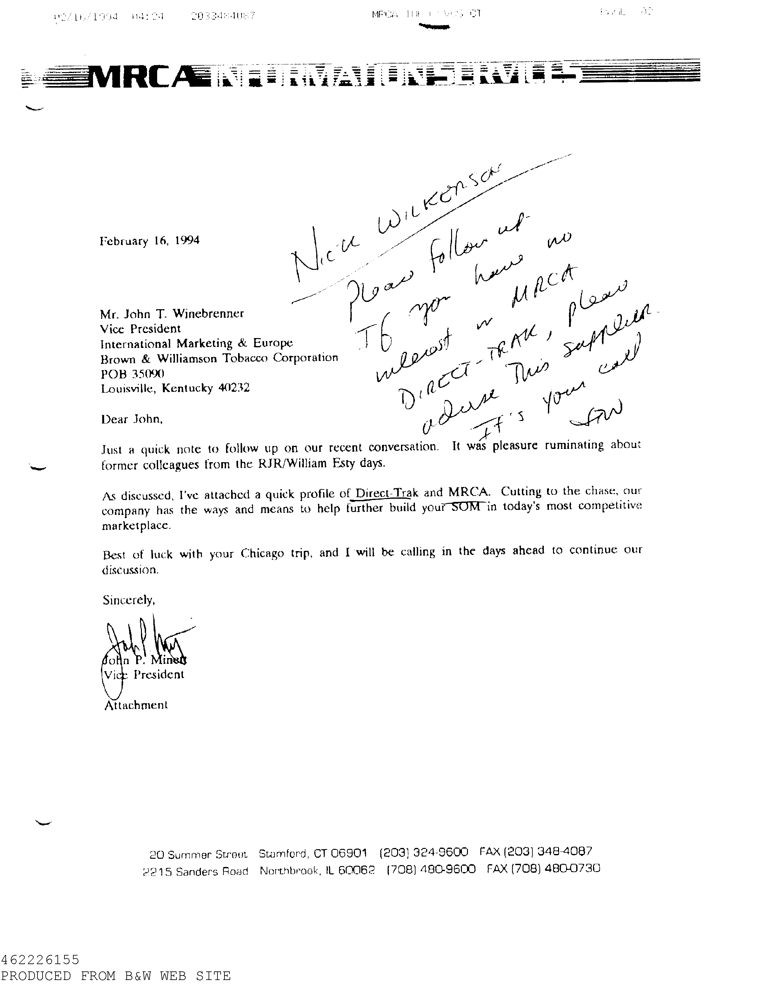 02/16/1994 04:24 2033484087 MRCA INFO SVCS CT PAGE 02
MRCA INFORMATION SERVICES
NICK WILKERSON
Please follow up
If you have no
interest in MRCA
DIRECT-TRAK, please
advise This supplier.
It's your call
JTW
February 16, 1994
Mr. John T. Winebrenner
Vice President
International Marketing & Europe
Brown & Williamson Tobacco Corporation
POB 35090
Louisville, Kentucky 40232
Dear John,
Just a quick note to follow up on our recent conversation. It was pleasure ruminating about
former colleagues from the RJR/William Esty days.
As discussed, I've attached a quick profile of Direct-Trak and MRCA. Cutting to the chase, our
company has the ways and means to help further build your SOM in today's most competitive
marketplace.
Best of luck with your Chicago trip, and I will be calling in the days ahead to continue our
discussion.
Sincerely,
John P.
Vice President
Attachment
20 Summer Street Stamford, CT 06901 (203) 324-9600 FAX (203) 348-4087
2215 Sanders Road Northbrook, IL 60062 (708) 480-9600 FAX (708) 480-0730
462226155
PRODUCED FROM B&W WEB SITE